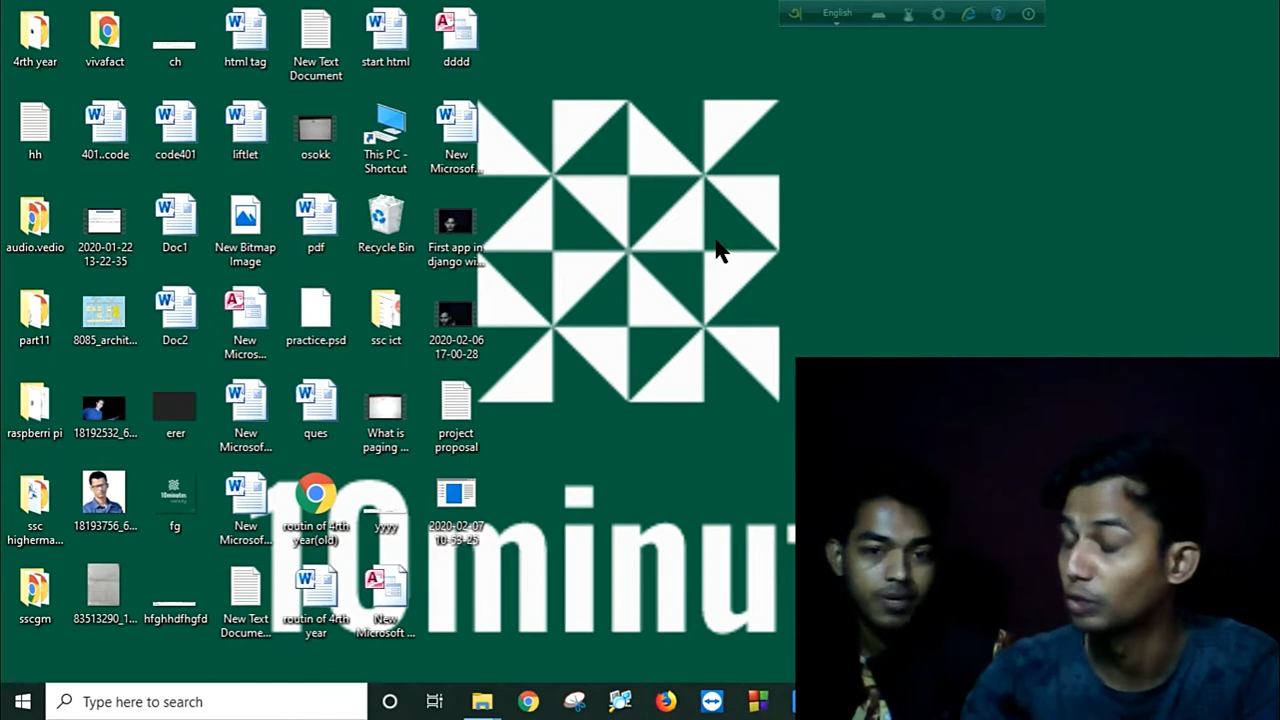 অ English
4rth year
vivafact
ch
html tag
New Text
Document
start html
dddd
hh
401..code
code401
liftlet
osokk
This PC -
Shortcut
New
Microsof...
audio.vedio
2020-01-22
13-22-35
Doc1
New Bitmap
Image
pdf
Recycle Bin
First app in
django wi...
part11
8085_archit...
Doc2
New
Micros...
practice.psd
ssc ict
2020-02-06
17-00-28
raspberri pi
18192532_6...
erer
New
Microsof...
ques
What is
paging ...
project
proposal
ssc
higherma...
18193756_6...
fg
New
Microsof...
routin of 4rth
year(old)
yyyy
2020-02-07
10-53-25
sscgm
83513290_1...
hfghhdfhgfd
New Text
Docume...
routin of 4rth
year
New
Microsoft ...
10minu
Type here to search